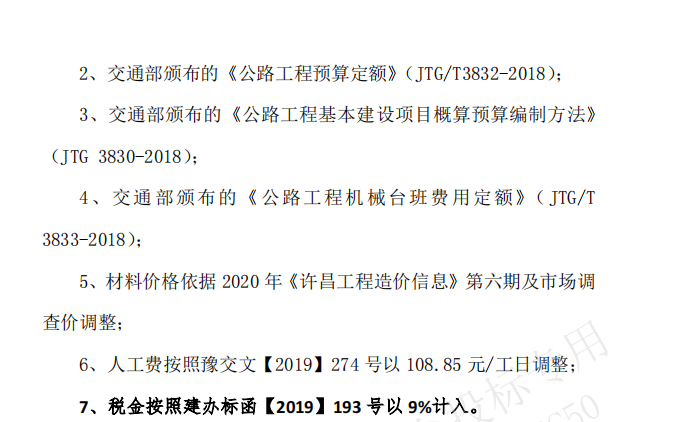 2、交通部颁布的《公路工程预算定额》（JTG/T3832-2018）；
3、交通部颁布的《公路工程基本建设项目概算预算编制方法》
（JTG 3830-2018）；
4、交通部颁布的《公路工程机械台班费用定额》（JTG/T
3833-2018）；
5、材料价格依据 2020 年《许昌工程造价信息》第六期及市场调
查价调整；
6、人工费按照豫交文【2019】274 号以 108.85 元/工日调整；
7、税金按照建办标函【2019】193 号以 9%计入。
投标专用